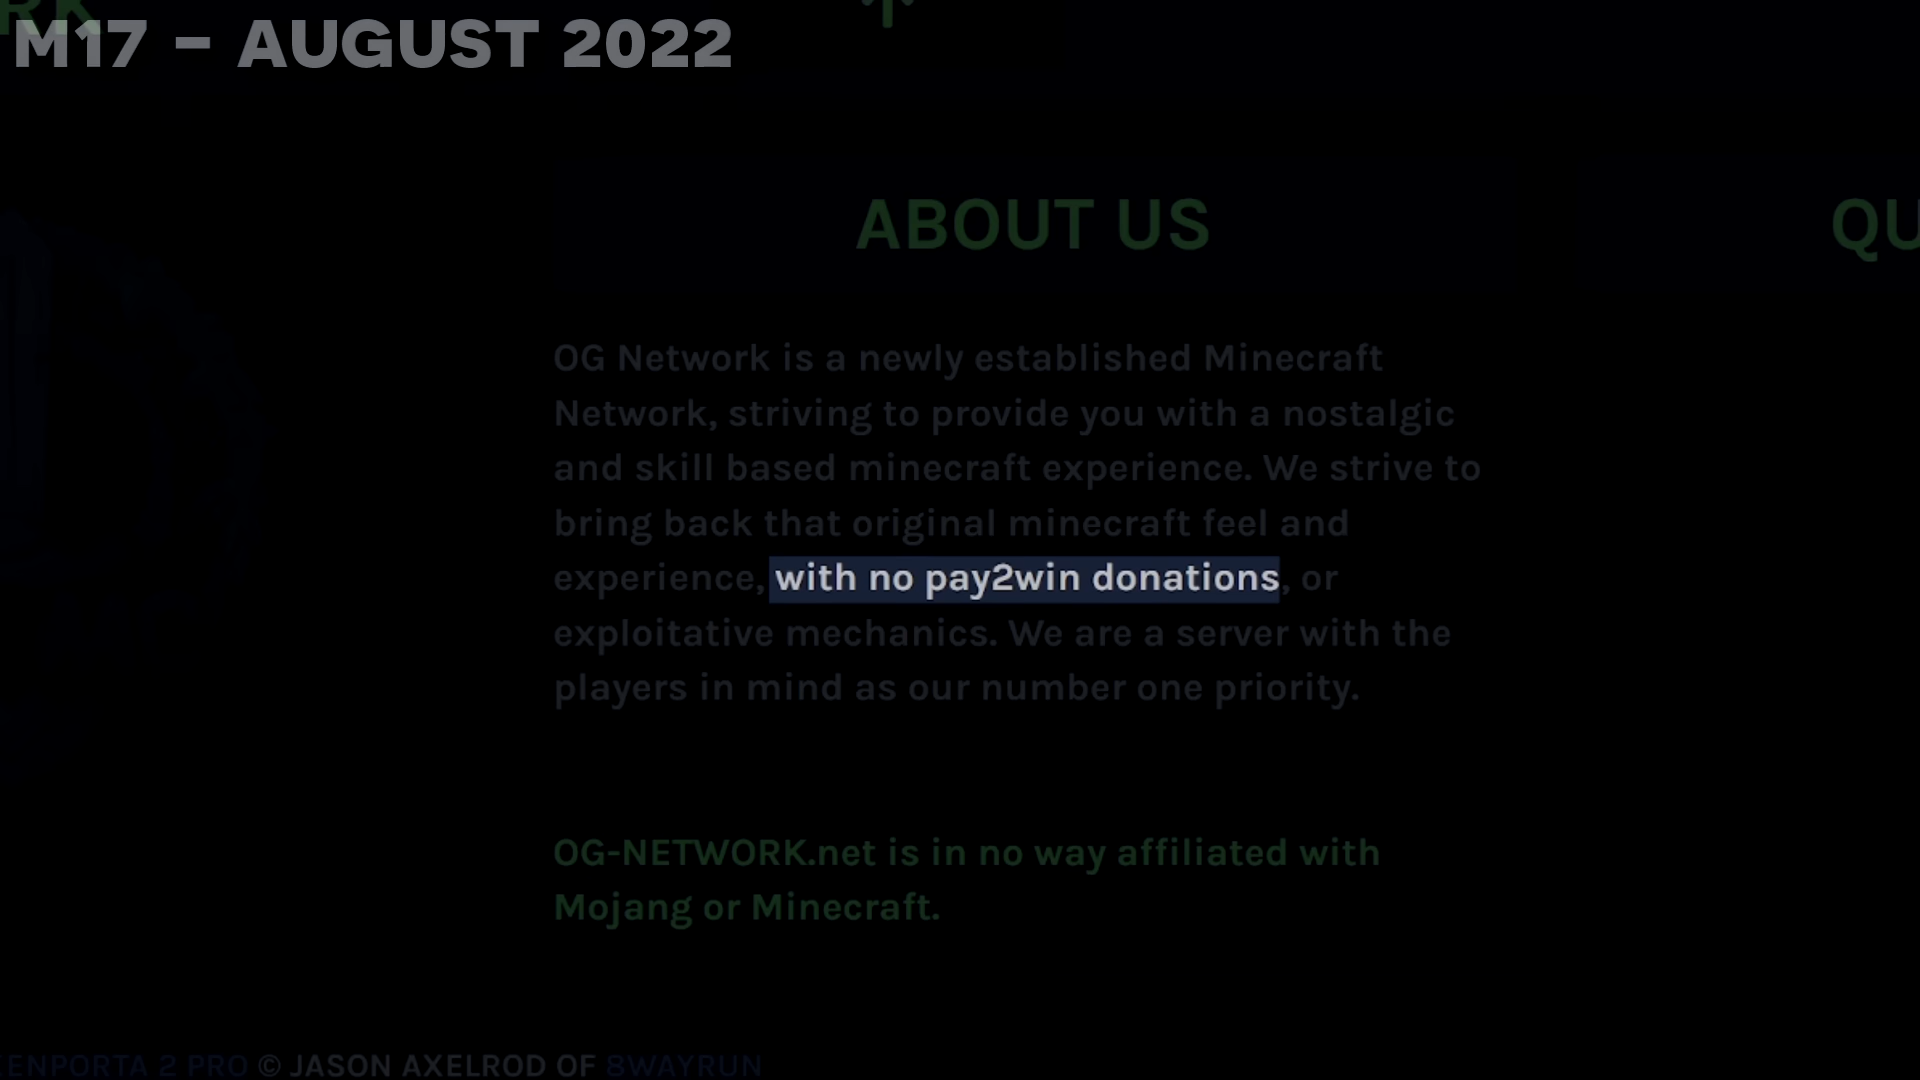 RK
M17 - AUGUST 2022
ABOUT US
QU
OG Network is a newly established Minecraft
Network, striving to provide you with a nostalgic
and skill based minecraft experience. We strive to
bring back that original minecraft feel and
experience, with no pay2win donations, or
exploitative mechanics. We are a server with the
players in mind as our number one priority.
OG-NETWORK.net is in no way affiliated with
Mojang or Minecraft.
ENPORTA 2 PRO © JASON AXELROD OF 8WAYRUN